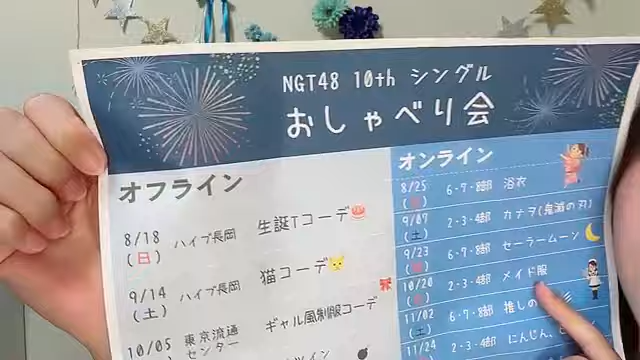 NGT48 10th シングル
おしゃべり会
オフライン
8/18
(日)
ハイブ長岡
生誕Tコーデ
9/14
(土)
ハイブ長岡
猫コーデ
10/05
東京流通
センター
ギャル風制服コーデ
オンライン
8/25
6・7・8部 浴衣
9/07
(土)
2・3・4部 カナヲ(鬼滅の刃)
9/23
6・7・8部 セーラームーン
10/20
2・3・4部 メイド服
11/02
(土)
6・7・8部 推しの
11/24
2・3・4部 にんじん、